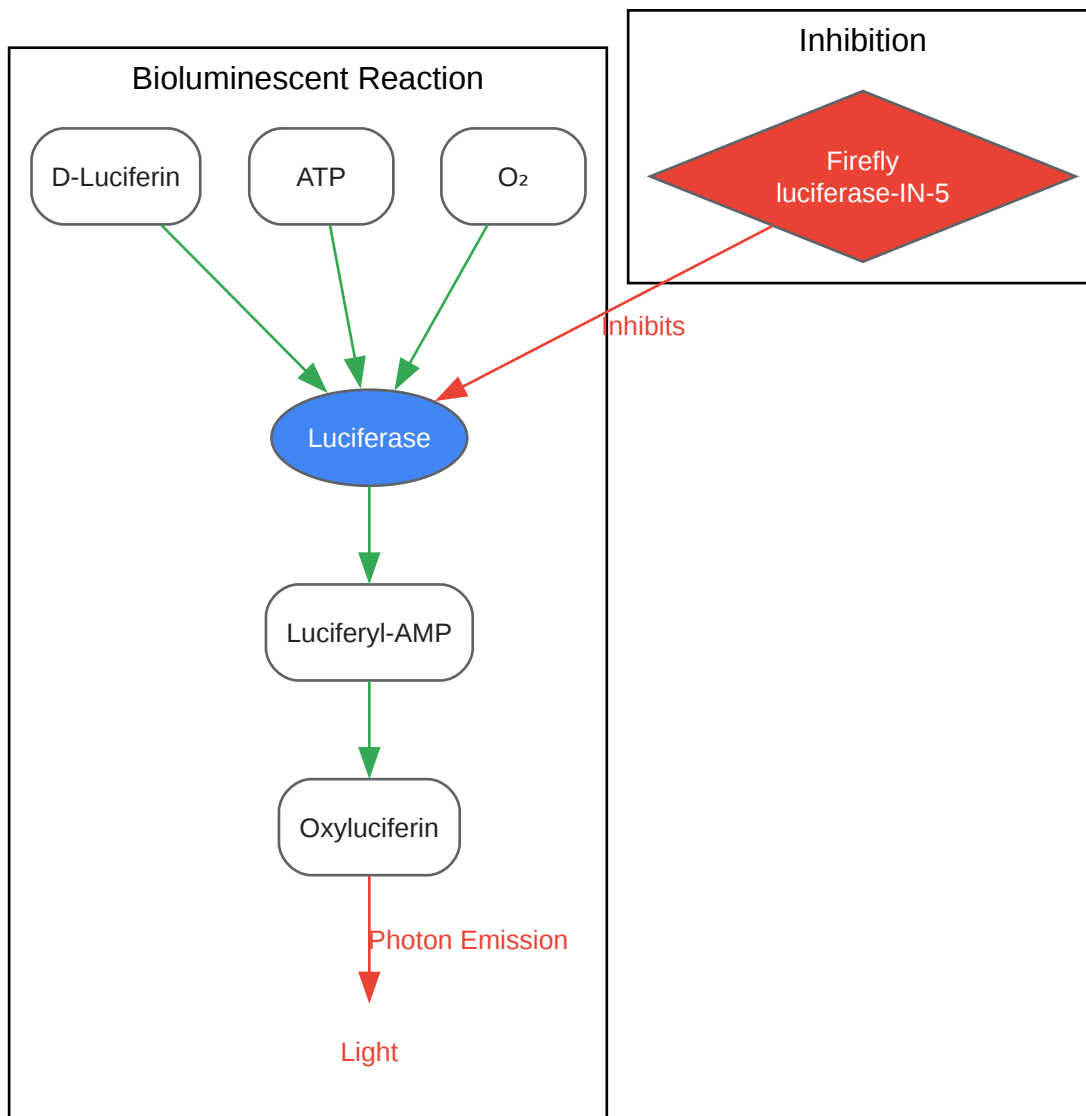 Inhibition
Bioluminescent Reaction
D-Luciferin
ATP
O₂
Firefly
luciferase-IN-5
Inhibits
Luciferase
Luciferyl-AMP
Oxyluciferin
Photon Emission
Light